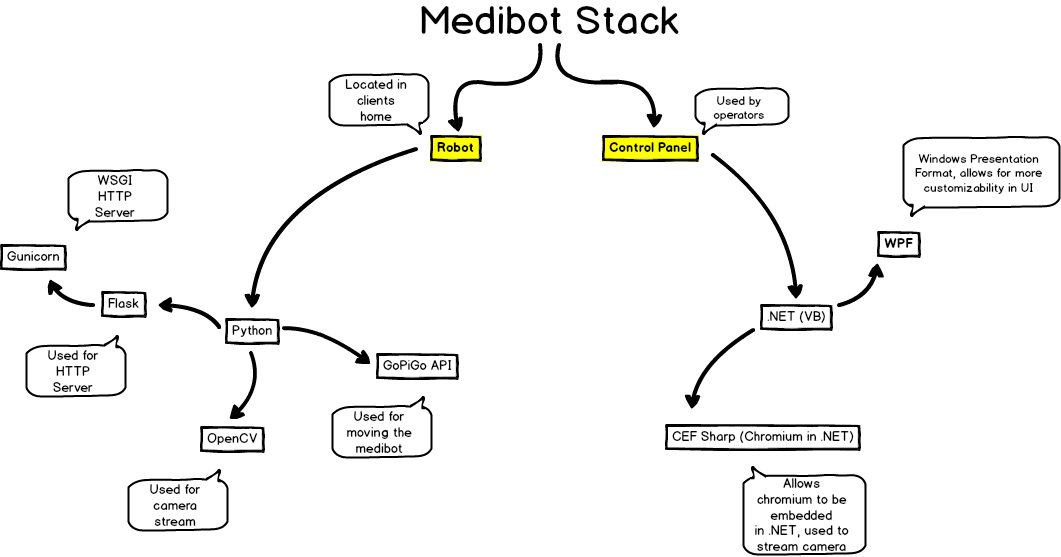 Medibot Stack
Located in
clients
home
Used by
operators
Robot
Control Panel
Windows Presentation
Format, allows for more
customizability in UI
WSGI
HTTP
Server
WPF
Gunicorn
Flask
Python
.NET (VB)
Used for
HTTP
Server
GoPiGo API
Used for
moving the
medibot
OpenCV
CEF Sharp (Chromium in .NET)
Used for
camera
stream
Allows
chromium to be
embedded
in .NET, used to
stream camera